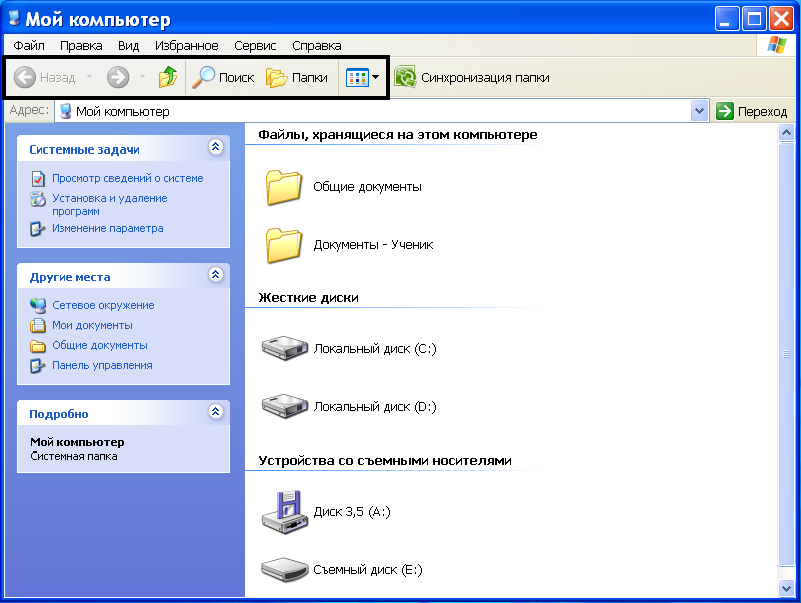 Мой компьютер
Файл Правка Вид Избранное Сервис Справка
Назад Поиск Папки Синхронизация папки
Адрес: Мой компьютер Переход
Системные задачи
Просмотр сведений о системе
Установка и удаление
программ
Изменение параметра
Другие места
Сетевое окружение
Мои документы
Общие документы
Панель управления
Подробно
Мой компьютер
Системная папка
Файлы, хранящиеся на этом компьютере
Общие документы
Документы - Ученик
Жесткие диски
Локальный диск (C:)
Локальный диск (D:)
Устройства со съемными носителями
Диск 3,5 (A:)
Съемный диск (E:)